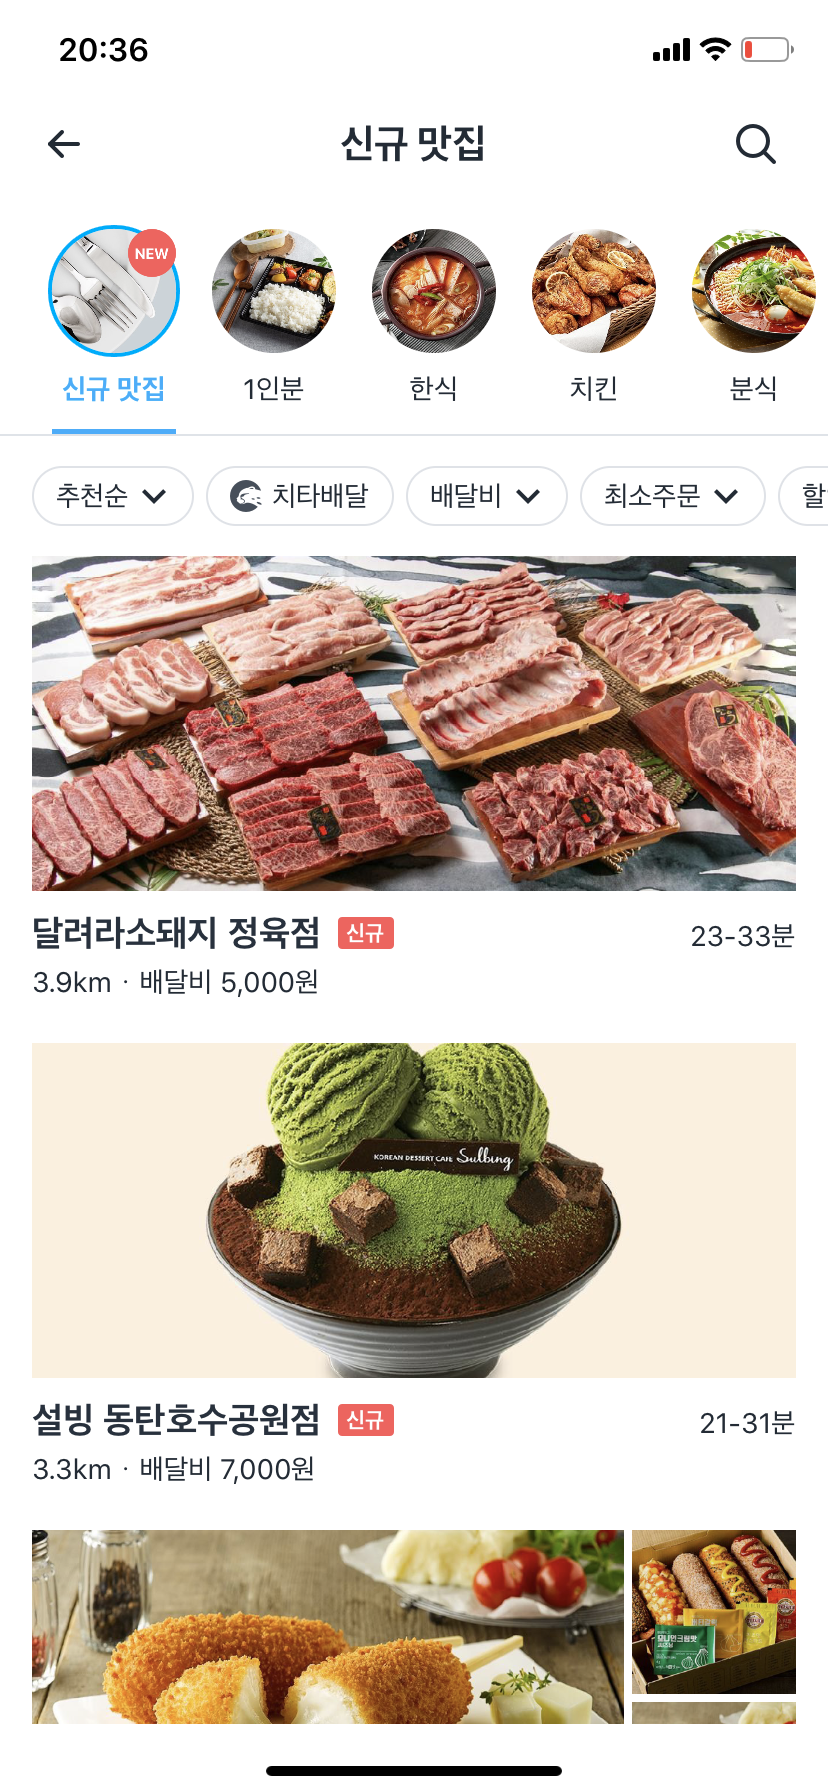 20:36
신규 맛집
NEW
신규 맛집
1인분
한식
치킨
분식
추천순
치타배달
배달비
최소주문
할
달려라소돼지 정육점 신규
23-33분
3.9km · 배달비 5,000원
KOREAN DESSERT CAFE Sulbing
설빙 동탄호수공원점 신규
21-31분
3.3km · 배달비 7,000원